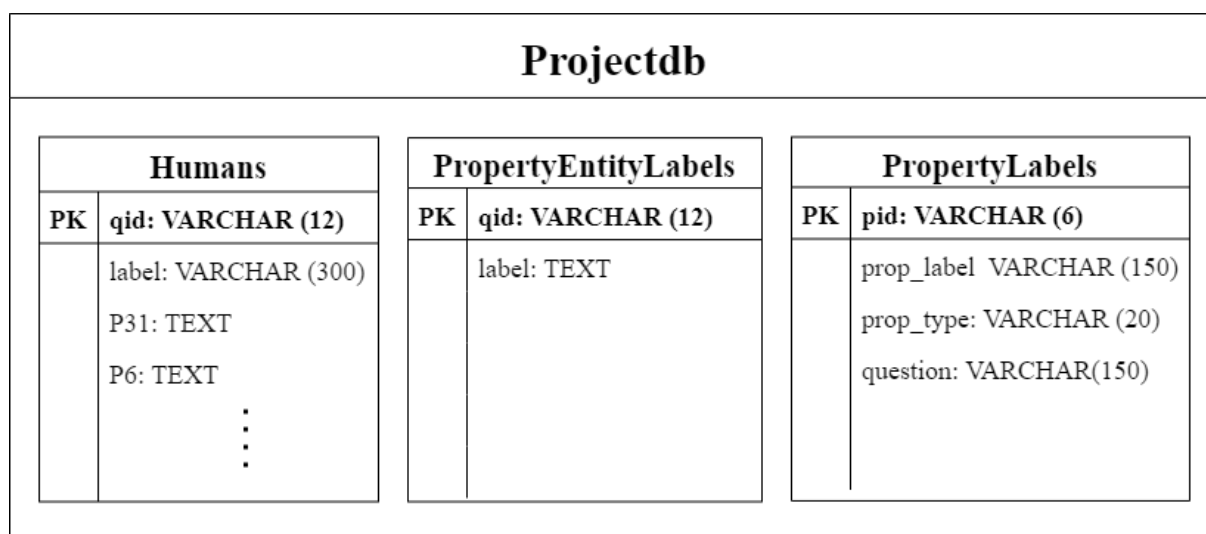 Projectdb
Humans
PK qid: VARCHAR (12)
label: VARCHAR (300)
P31: TEXT
P6: TEXT
PropertyEntityLabels
PK qid: VARCHAR (12)
label: TEXT
PropertyLabels
PK pid: VARCHAR (6)
prop_label VARCHAR (150)
prop_type: VARCHAR (20)
question: VARCHAR(150)